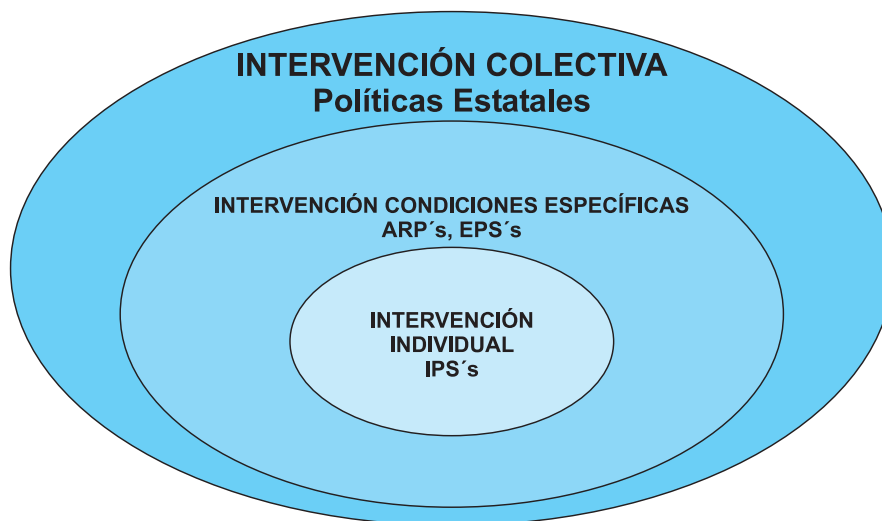 INTERVENCIÓN COLECTIVA
Políticas Estatales
INTERVENCIÓN CONDICIONES ESPECÍFICAS
ARP´s, EPS´s
INTERVENCIÓN
INDIVIDUAL
IPS´s